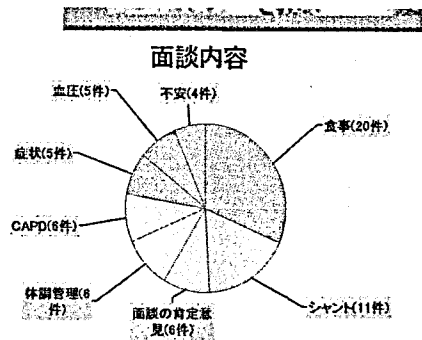 面談内容
血圧(5件)
不安(4件)
食事(20件)
症状(5件)
CAPD(6件)
体調管理(6
件)
面談の肯定意
見(6件)
シャント(11件)